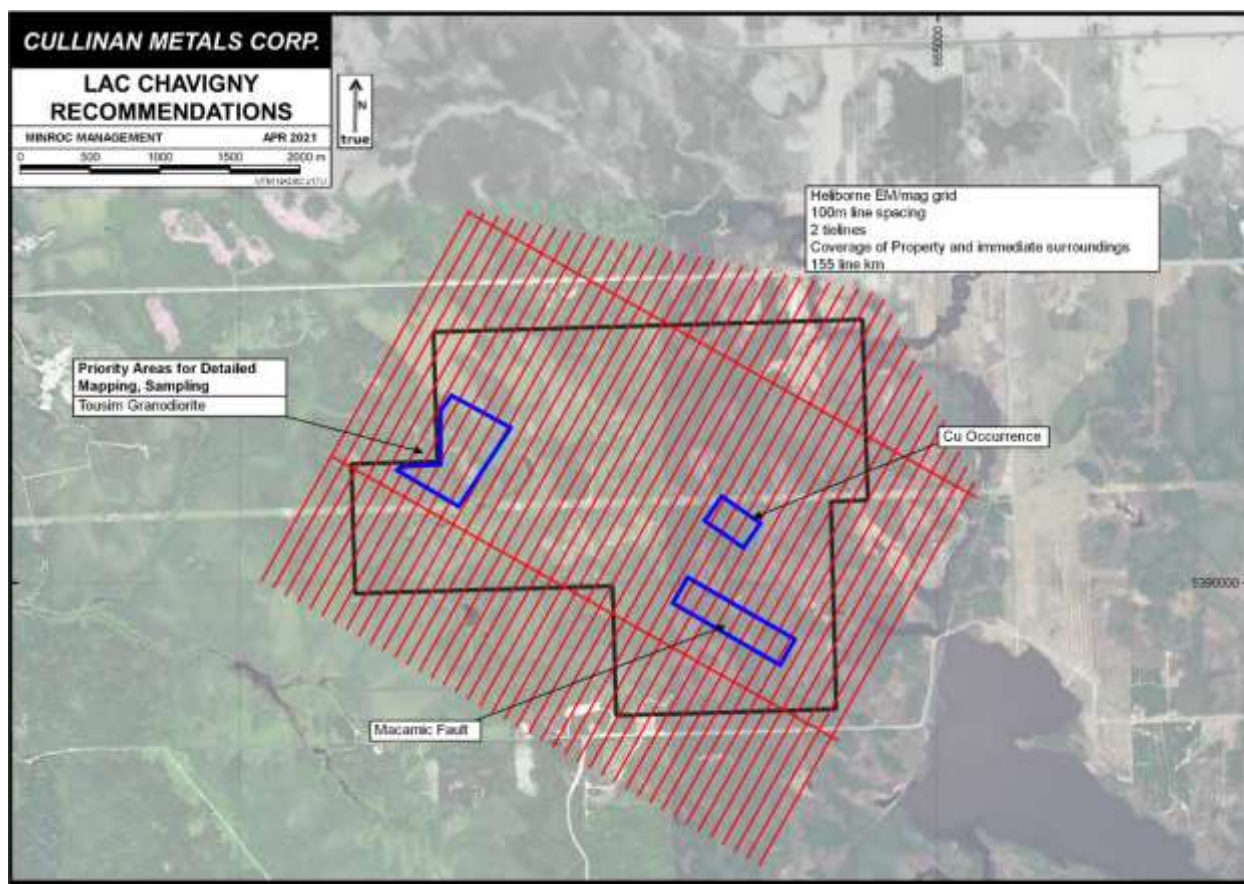 CULLINAN METALS CORP.
LAC CHAVIGNY
RECOMMENDATIONS
MINROC MANAGEMENT APR 2021
0 500 1000 1500 2000 m
N
true
Heliborne EM/mag grid
100m line spacing
2 tielines
Coverage of Property and immediate surroundings
155 line km
Priority Areas for Detailed
Mapping, Sampling
Tousim Granodiorite
Cu Occurrence
5390000
Macamic Fault